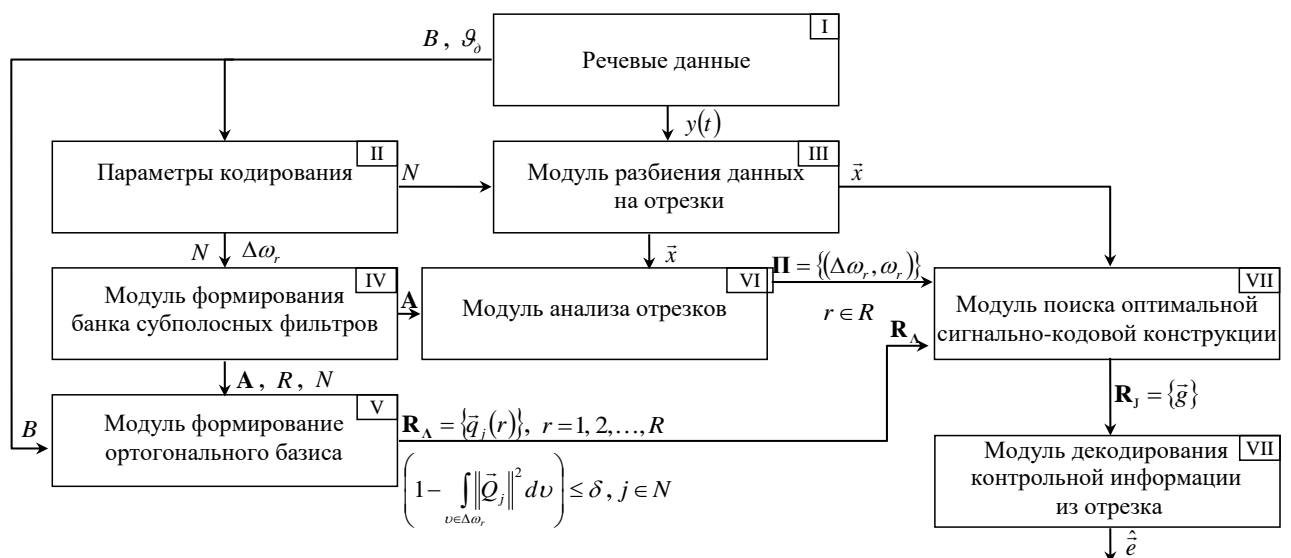 I
B , 𝜗∂
Речевые данные
y(t)
II
Параметры кодирования
N
III
Модуль разбиения данных
на отрезки
x⃗
N Δω_r
x⃗
Π = {(Δω_r, ω_r)}
r ∈ R
IV
Модуль формирования
банка субполосных фильтров
A
VI
Модуль анализа отрезков
VII
Модуль поиска оптимальной
сигнально-кодовой конструкции
R_Λ
A , R , N
R_J = {g⃗}
B
V
Модуль формирование
ортогонального базиса
R_Λ = {q⃗_j(r)}, r = 1, 2,…, R
(1 − ∫_{υ∈Δω_r} ‖Q⃗_j‖² dυ) ≤ δ , j ∈ N
VII
Модуль декодирования
контрольной информации
из отрезка
ê⃗